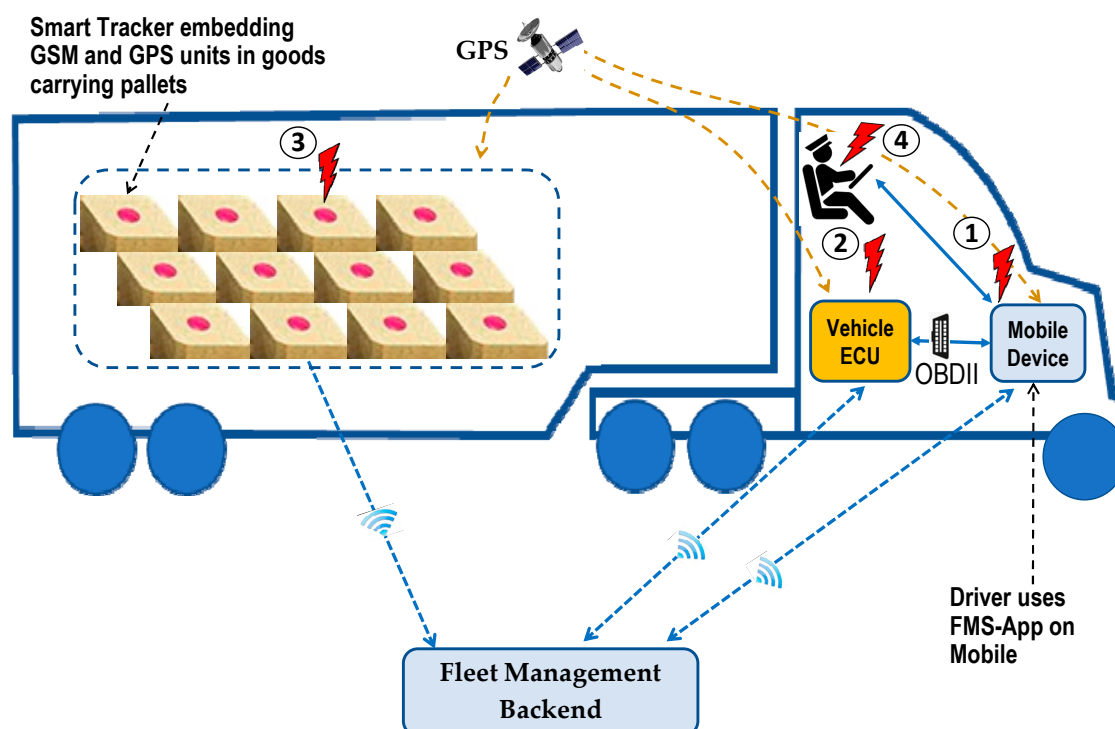 Smart Tracker embedding
GSM and GPS units in goods
carrying pallets
GPS
3
4
2
1
Vehicle
ECU
OBDII
Mobile
Device
Driver uses
FMS-App on
Mobile
Fleet Management
Backend